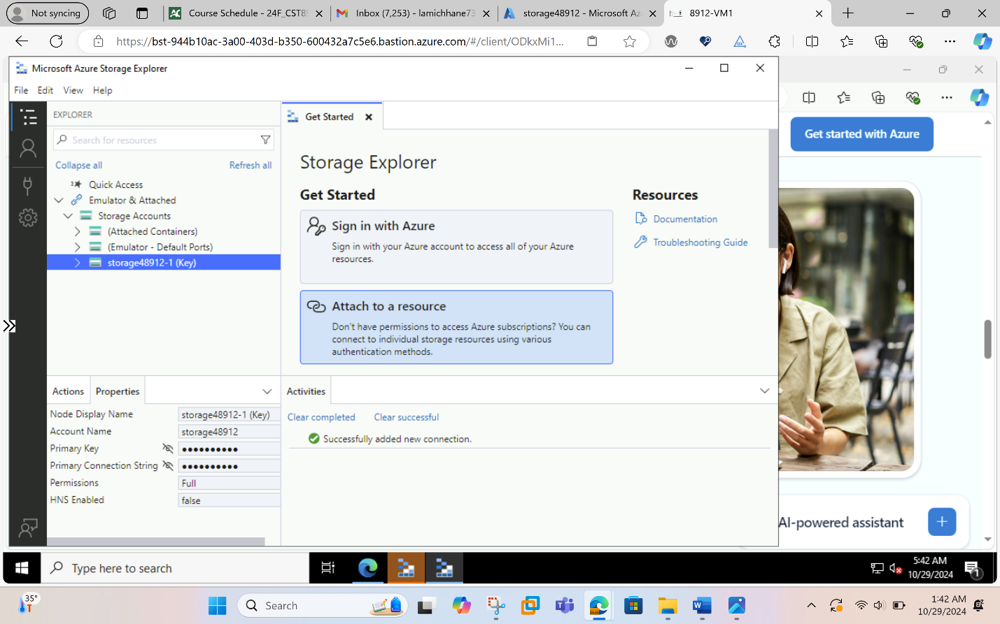 Not syncing
Course Schedule - 24F_CST8
Inbox (7,253) - lamichhane73
storage48912 - Microsoft Az
8912-VM1
https://bst-944b10ac-3a00-403d-b350-600432a7c5e6.bastion.azure.com/#/client/ODkxMi1...
Microsoft Azure Storage Explorer
File Edit View Help
EXPLORER
Search for resources
Collapse all
Refresh all
Quick Access
Emulator & Attached
Storage Accounts
(Attached Containers)
(Emulator - Default Ports)
storage48912-1 (Key)
Get Started
Storage Explorer
Get Started
Sign in with Azure
Sign in with your Azure account to access all of your Azure
resources.
Attach to a resource
Don't have permissions to access Azure subscriptions? You can
connect to individual storage resources using various
authentication methods.
Resources
Documentation
Troubleshooting Guide
Get started with Azure
AI-powered assistant
Actions Properties
Node Display Name storage48912-1 (Key)
Account Name storage48912
Primary Key ●●●●●●●●●●
Primary Connection String ●●●●●●●●●●
Permissions Full
HNS Enabled false
Activities
Clear completed Clear successful
Successfully added new connection.
Type here to search
5:42 AM
10/29/2024
1
35°
Search
1:42 AM
10/29/2024